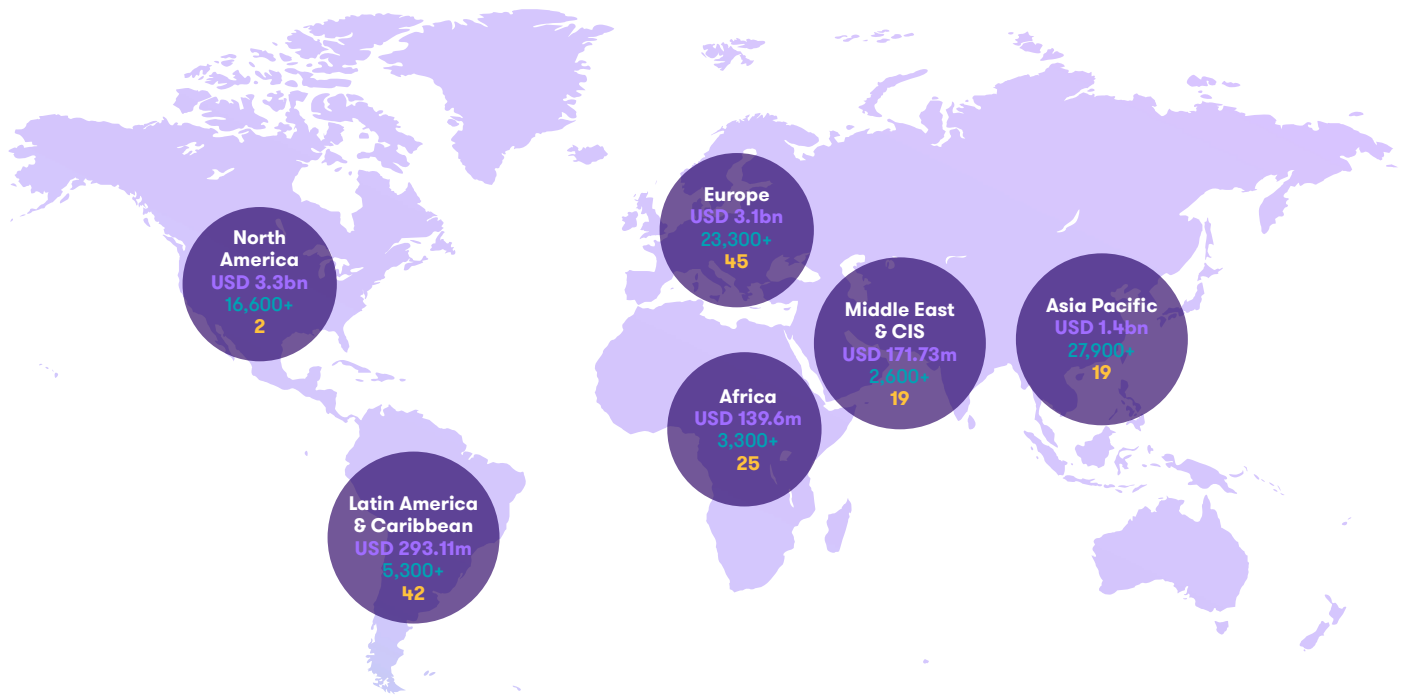 North
America
USD 3.3bn
16,600+
2
Europe
USD 3.1bn
23,300+
45
Middle East
& CIS
USD 171.73m
2,600+
19
Asia Pacific
USD 1.4bn
27,900+
19
Africa
USD 139.6m
3,300+
25
Latin America
& Caribbean
USD 293.11m
5,300+
42